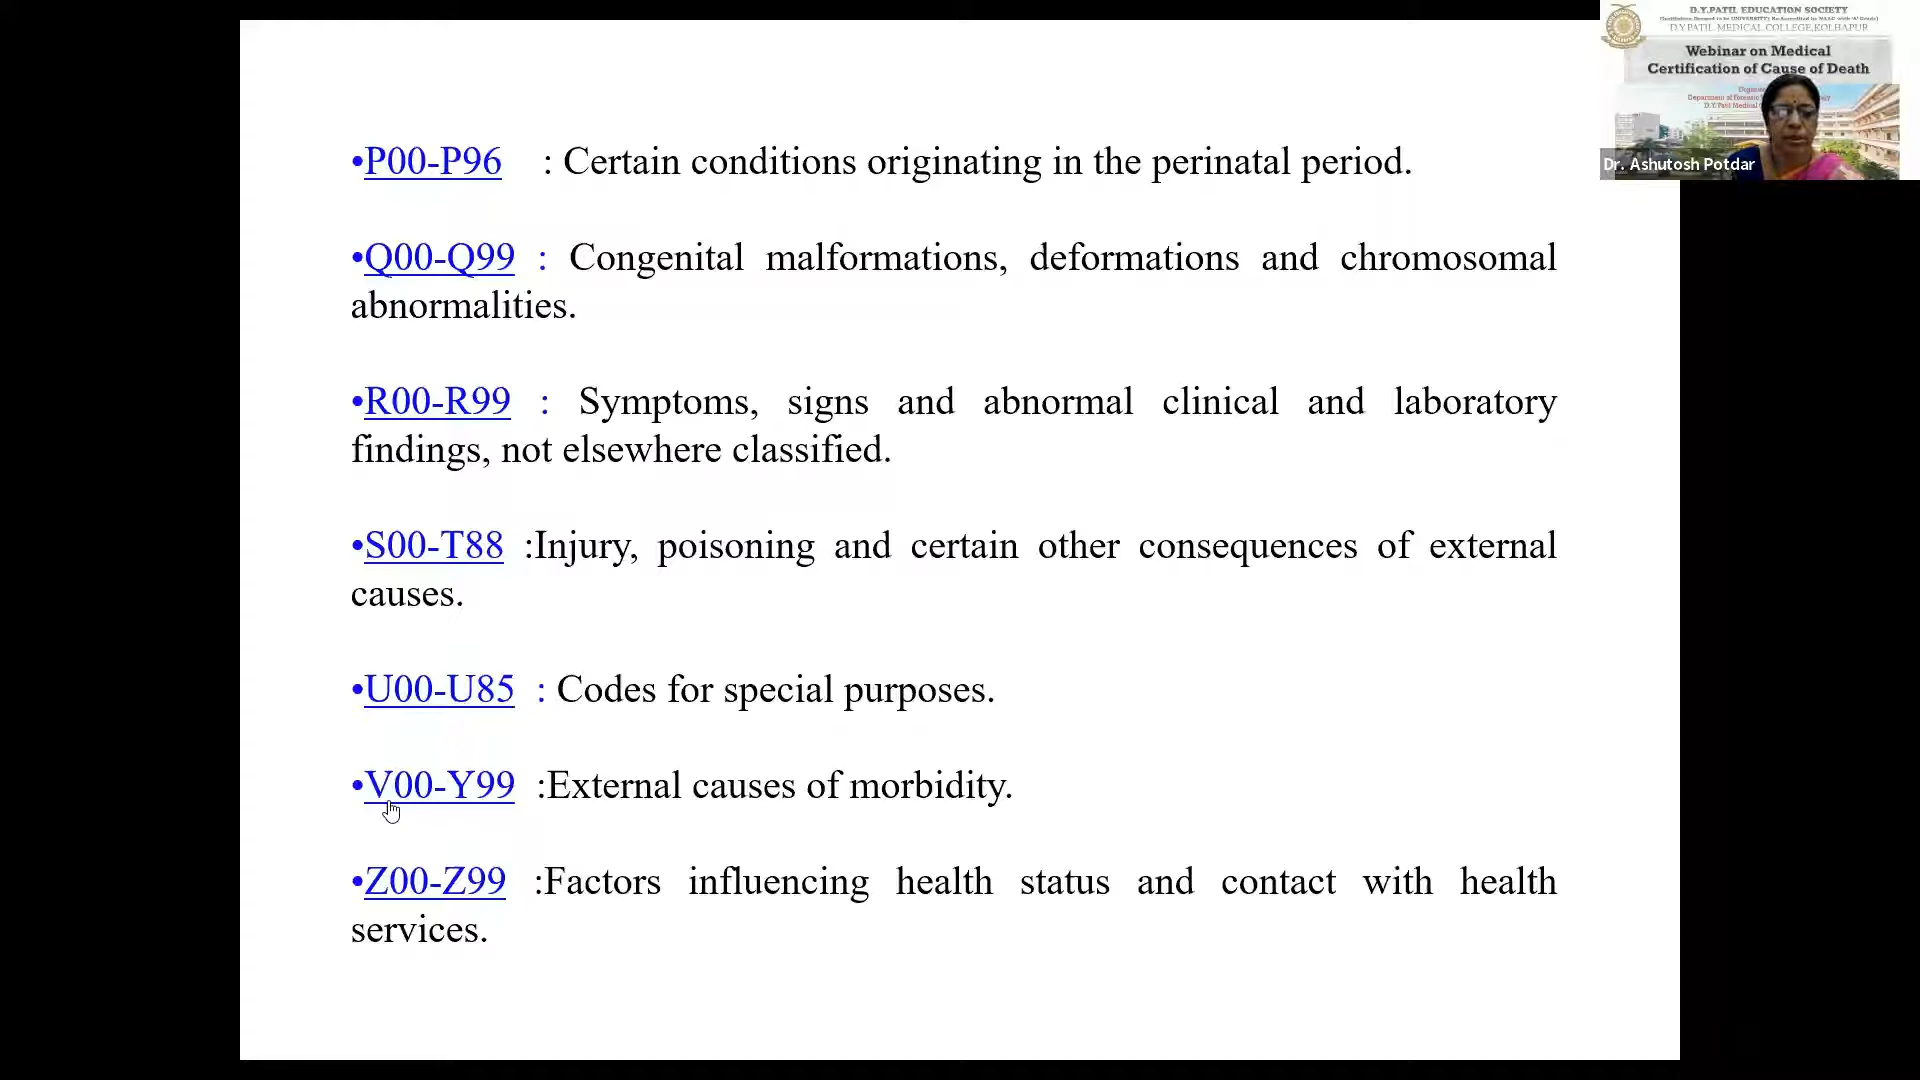 D.Y.PATIL EDUCATION SOCIETY
D.Y.PATIL MEDICAL COLLEGE,KOLHAPUR
Webinar on Medical
Certification of Cause of Death
Dr. Ashutosh Potdar
•P00-P96 : Certain conditions originating in the perinatal period.
•Q00-Q99 : Congenital malformations, deformations and chromosomal
abnormalities.
•R00-R99 : Symptoms, signs and abnormal clinical and laboratory
findings, not elsewhere classified.
•S00-T88 :Injury, poisoning and certain other consequences of external
causes.
•U00-U85 : Codes for special purposes.
•V00-Y99 :External causes of morbidity.
•Z00-Z99 :Factors influencing health status and contact with health
services.